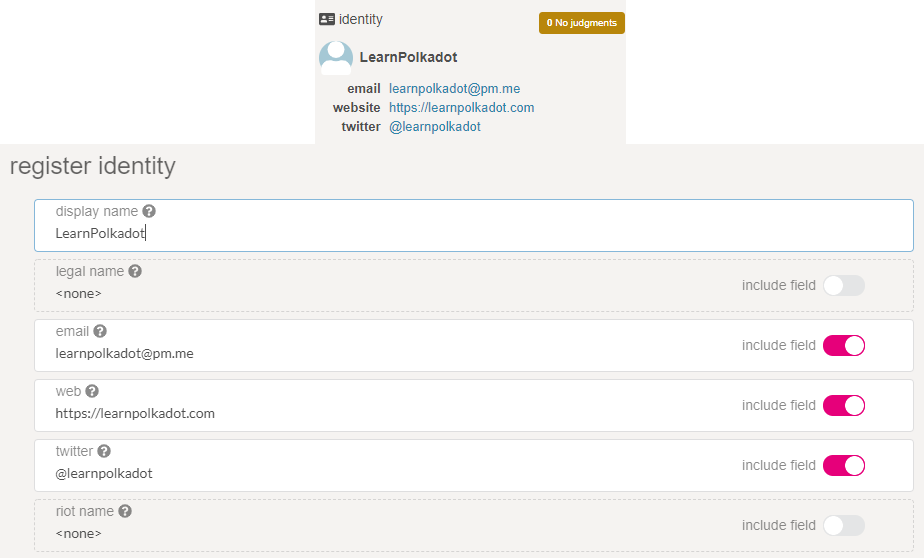 identity
0 No judgments
LearnPolkadot
email learnpolkadot@pm.me
website https://learnpolkadot.com
twitter @learnpolkadot
register identity
display name ?
LearnPolkadot
legal name ?
<none>
include field
email ?
learnpolkadot@pm.me
include field
web ?
https://learnpolkadot.com
include field
twitter ?
@learnpolkadot
include field
riot name ?
<none>
include field